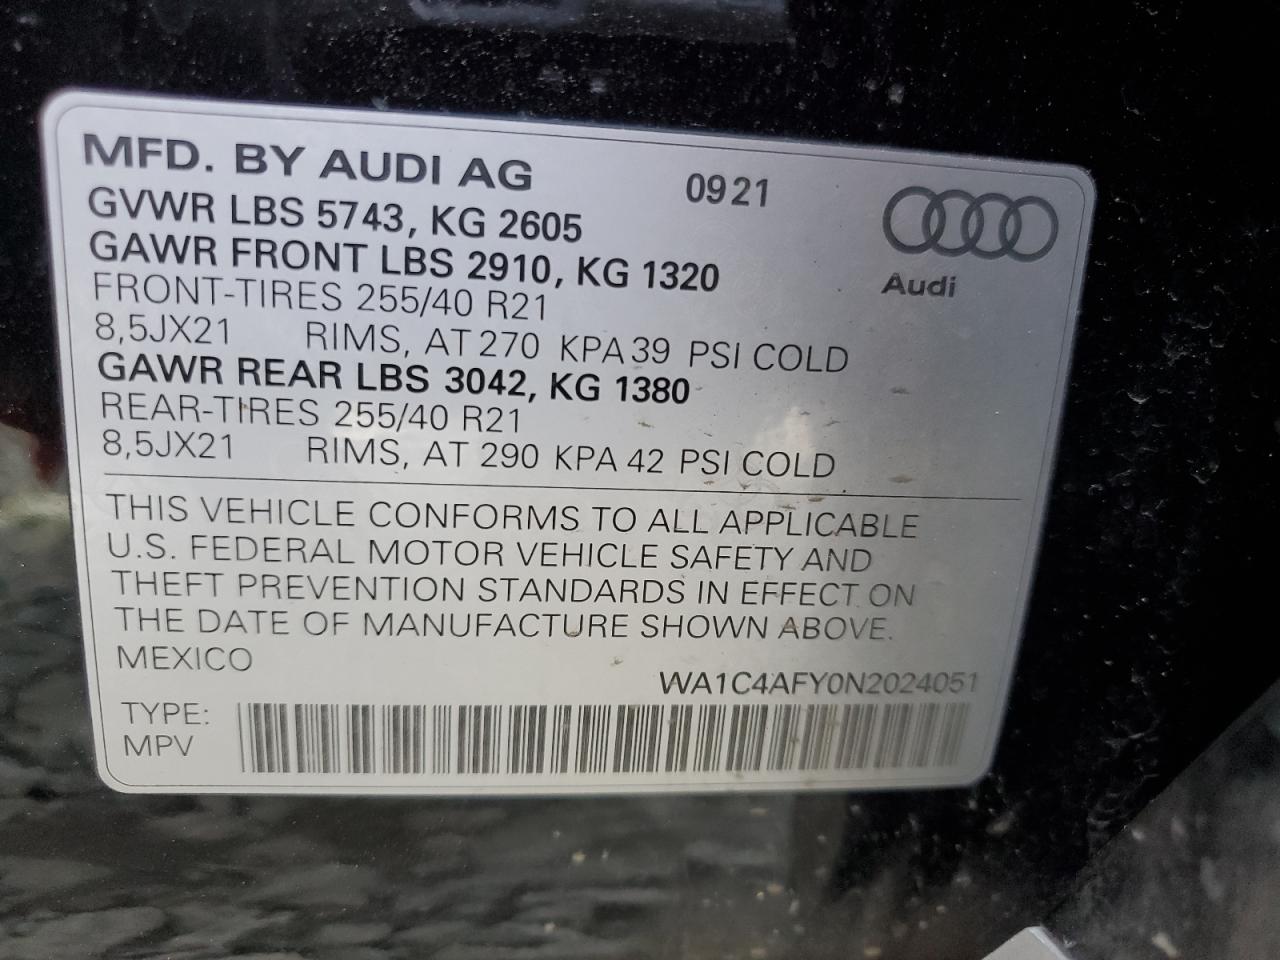 MFD. BY AUDI AG 0921
GVWR LBS 5743, KG 2605
GAWR FRONT LBS 2910, KG 1320
Audi
FRONT-TIRES 255/40 R21
8,5JX21 RIMS, AT 270 KPA 39 PSI COLD
GAWR REAR LBS 3042, KG 1380
REAR-TIRES 255/40 R21
8,5JX21 RIMS, AT 290 KPA 42 PSI COLD
THIS VEHICLE CONFORMS TO ALL APPLICABLE
U.S. FEDERAL MOTOR VEHICLE SAFETY AND
THEFT PREVENTION STANDARDS IN EFFECT ON
THE DATE OF MANUFACTURE SHOWN ABOVE.
MEXICO
WA1C4AFY0N2024051
TYPE:
MPV